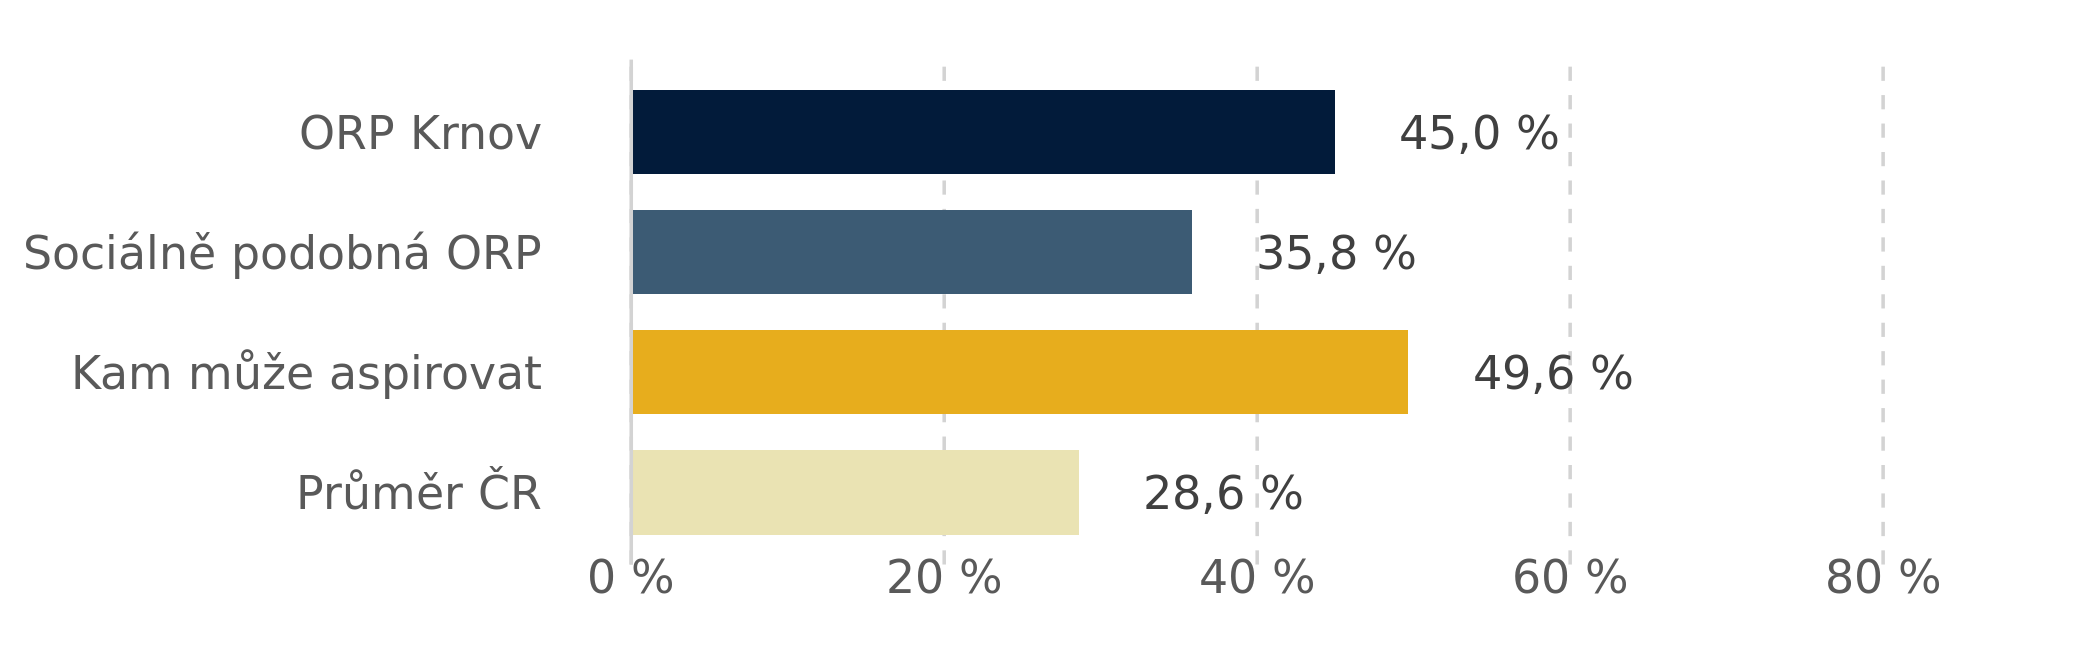 ORP Krnov 45,0 %
Sociálně podobná ORP 35,8 %
Kam může aspirovat 49,6 %
Průměr ČR 28,6 %
0 % 20 % 40 % 60 % 80 %